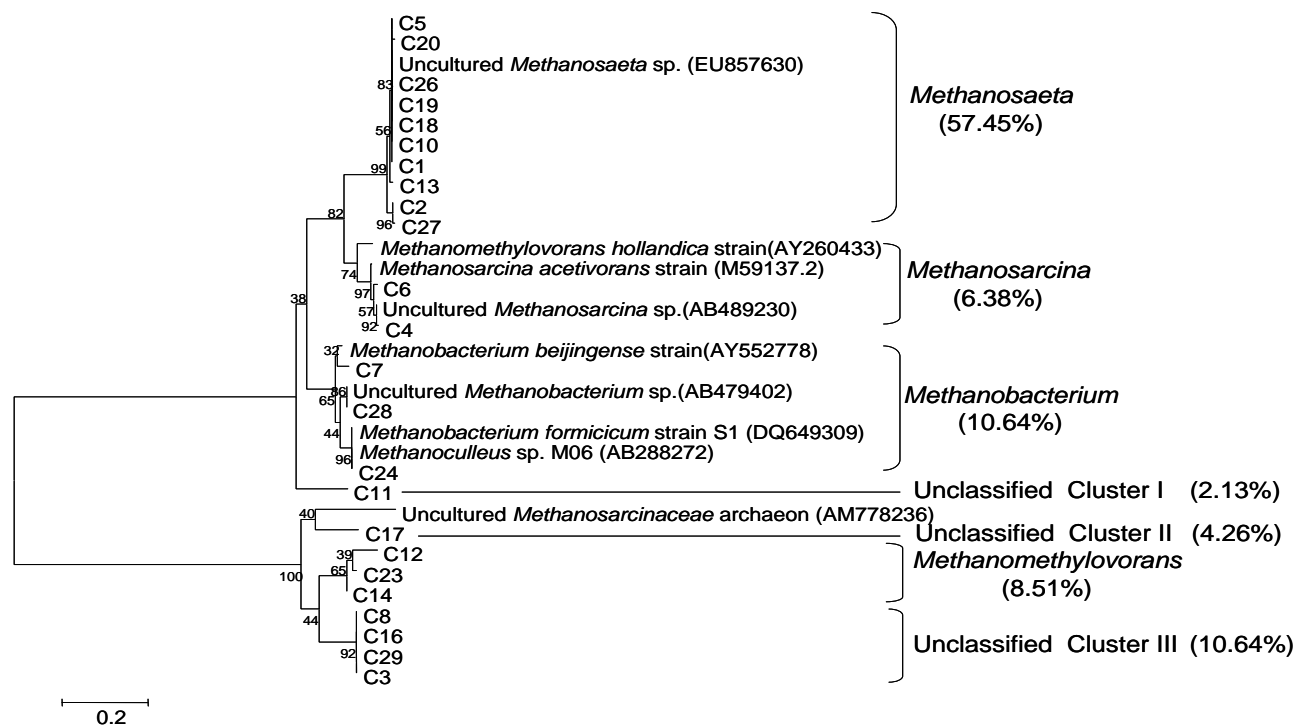 C5
C20
Uncultured Methanosaeta sp. (EU857630)
83
C26
C19
C18
56
C10
C1
99
C13
C2
96
C27
Methanosaeta
(57.45%)
82
Methanomethylovorans hollandica strain(AY260433)
74
Methanosarcina acetivorans strain (M59137.2)
97
C6
57
Uncultured Methanosarcina sp.(AB489230)
92
C4
Methanosarcina
(6.38%)
38
32
Methanobacterium beijingense strain(AY552778)
C7
86
Uncultured Methanobacterium sp.(AB479402)
65
C28
44
Methanobacterium formicicum strain S1 (DQ649309)
96
Methanoculleus sp. M06 (AB288272)
C24
Methanobacterium
(10.64%)
C11
Unclassified Cluster I (2.13%)
40
Uncultured Methanosarcinaceae archaeon (AM778236)
C17
Unclassified Cluster II (4.26%)
39
C12
65
C23
100
C14
Methanomethylovorans
(8.51%)
44
C8
C16
92
C29
C3
Unclassified Cluster III (10.64%)
0.2